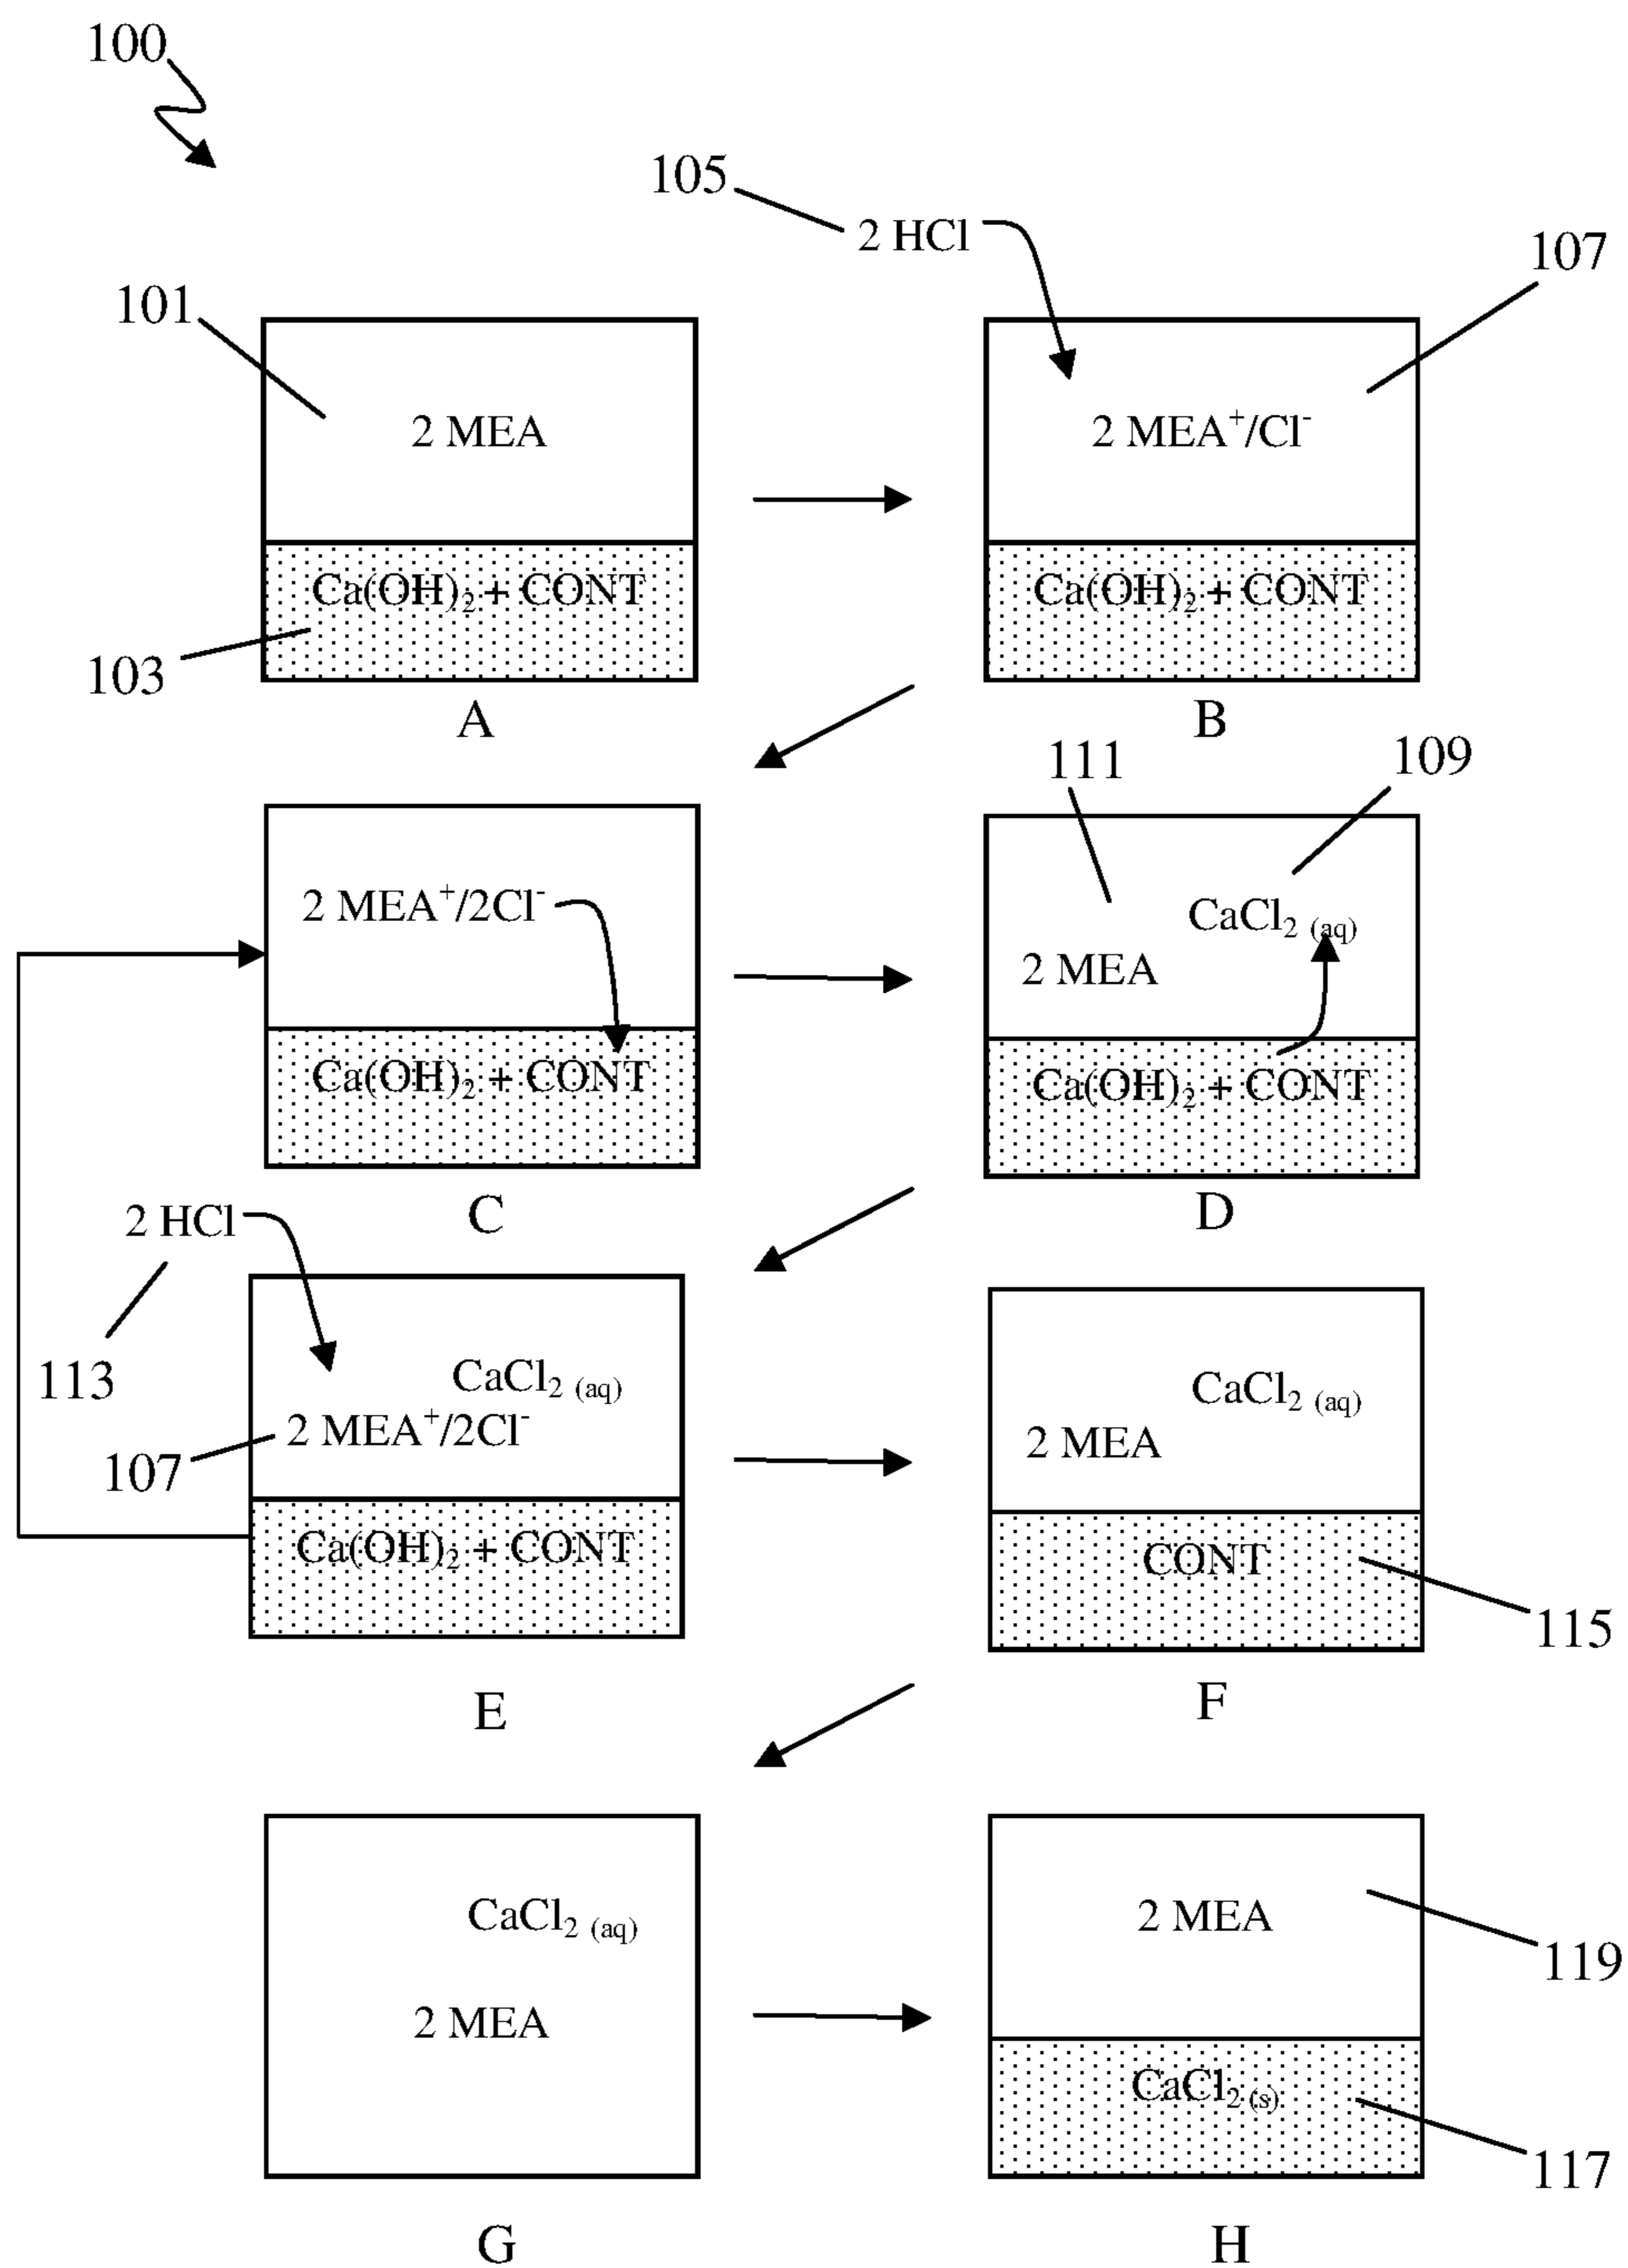 100
105
2 HCl
107
101
2 MEA
2 MEA⁺/Cl⁻
Ca(OH)₂ + CONT
Ca(OH)₂ + CONT
103
A
B
111
109
2 MEA⁺/2Cl⁻
CaCl₂ (aq)
2 MEA
Ca(OH)₂ + CONT
Ca(OH)₂ + CONT
C
D
2 HCl
113
CaCl₂ (aq)
2 MEA⁺/2Cl⁻
107
CaCl₂ (aq)
2 MEA
Ca(OH)₂ + CONT
CONT
115
E
F
CaCl₂ (aq)
2 MEA
2 MEA
119
CaCl₂ (s)
117
G
H